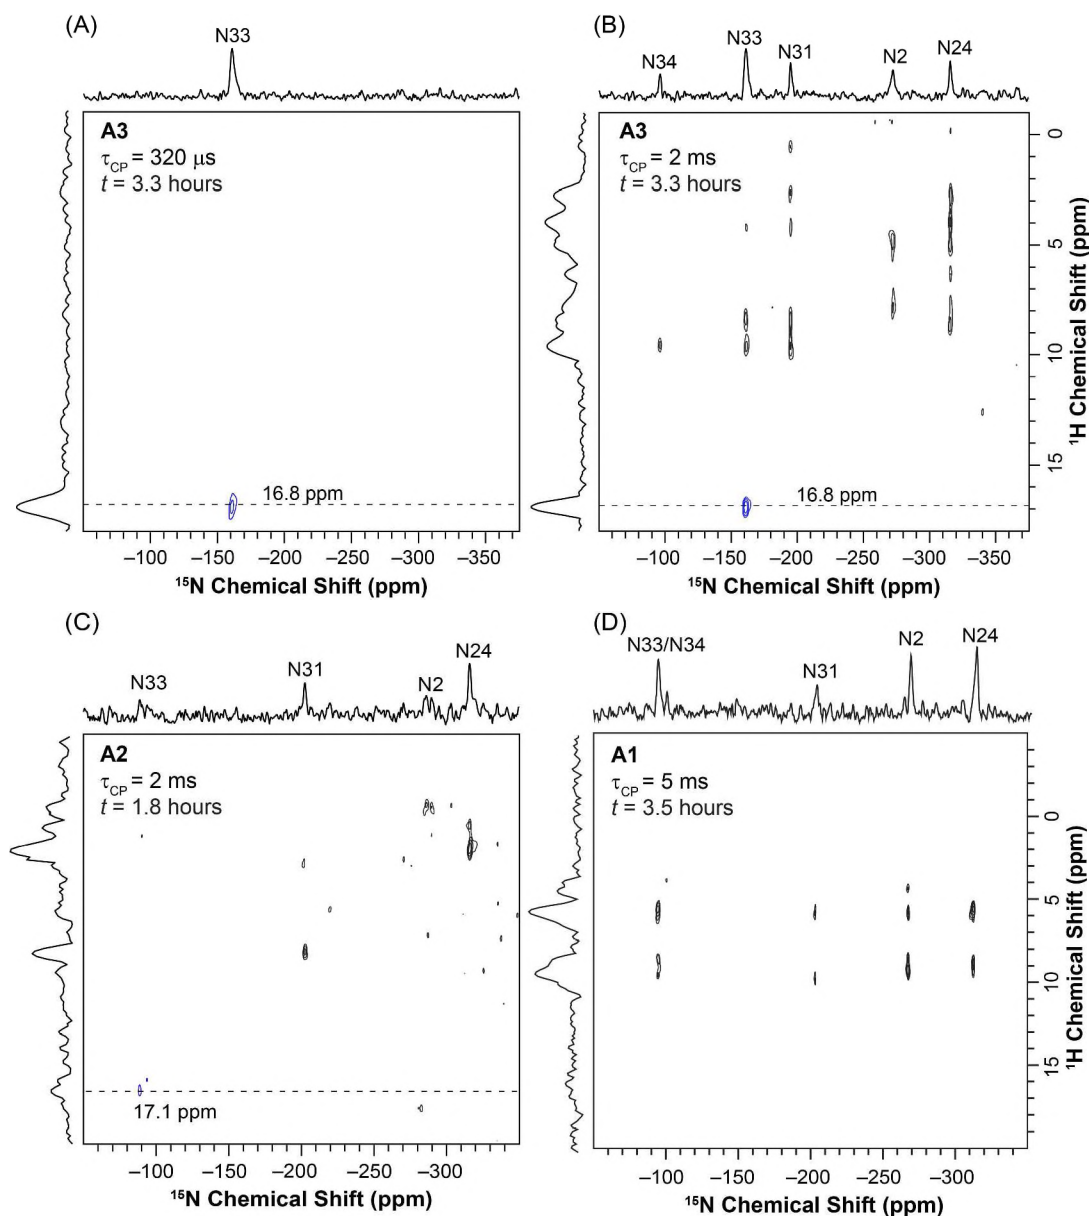 (A)
N33
A3
τCP = 320 μs
t = 3.3 hours
16.8 ppm
−100 −150 −200 −250 −300 −350
¹⁵N Chemical Shift (ppm)
(B)
N34 N33 N31 N2 N24
A3
τCP = 2 ms
t = 3.3 hours
16.8 ppm
0
5
10
15
¹H Chemical Shift (ppm)
−100 −150 −200 −250 −300 −350
¹⁵N Chemical Shift (ppm)
(C)
N33 N31 N2 N24
A2
τCP = 2 ms
t = 1.8 hours
17.1 ppm
−100 −150 −200 −250 −300
¹⁵N Chemical Shift (ppm)
(D)
N33/N34 N31 N2 N24
A1
τCP = 5 ms
t = 3.5 hours
0
5
10
15
¹H Chemical Shift (ppm)
−100 −150 −200 −250 −300
¹⁵N Chemical Shift (ppm)